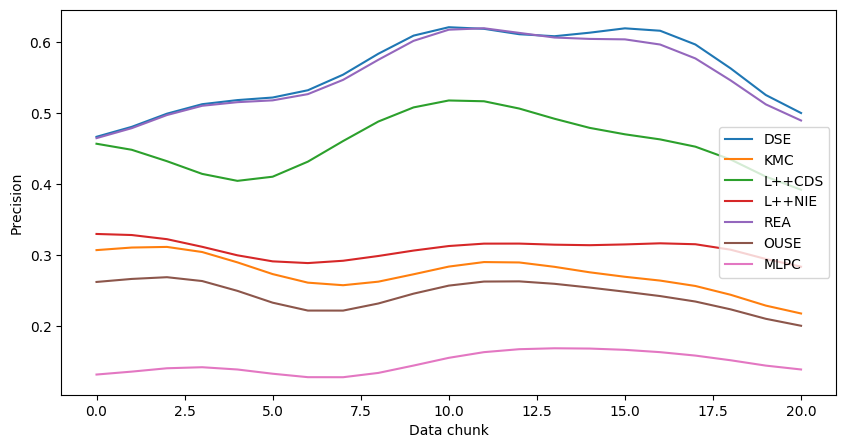 Precision
0.6
0.5
0.4
0.3
0.2
0.0
2.5
5.0
7.5
10.0
12.5
15.0
17.5
20.0
Data chunk
DSE
KMC
L++CDS
L++NIE
REA
OUSE
MLPC